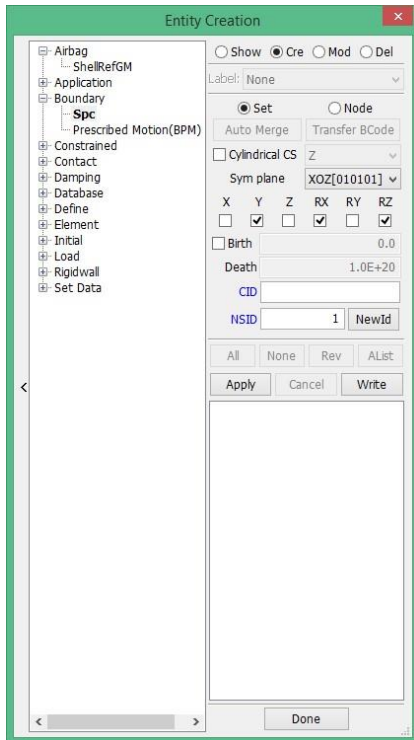 Entity Creation
Airbag
ShellRefGM
Application
Boundary
Spc
Prescribed Motion(BPM)
Constrained
Contact
Damping
Database
Define
Element
Initial
Load
Rigidwall
Set Data
Show Cre Mod Del
Label: None
Set Node
Auto Merge Transfer BCode
Cylindrical CS Z
Sym plane XOZ[010101]
X Y Z RX RY RZ
Birth 0.0
Death 1.0E+20
CID
NSID 1 NewId
All None Rev AList
Apply Cancel Write
Done